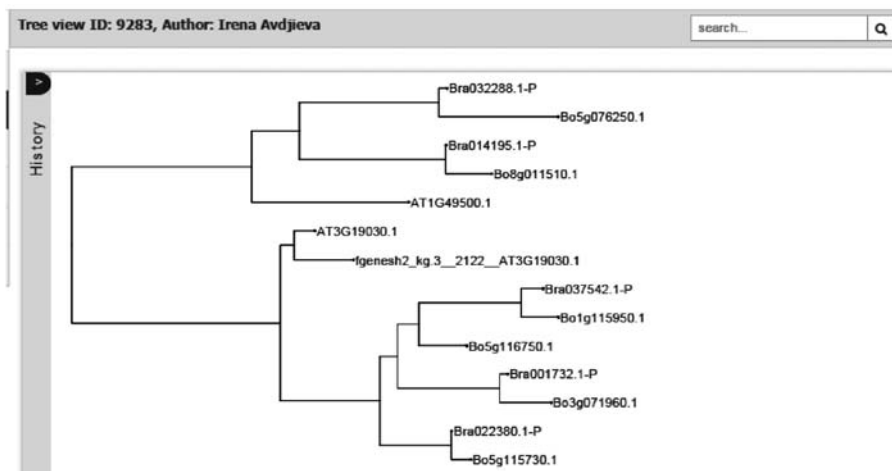 Tree view ID: 9283, Author: Irena Avdjieva
search...
>
History
Bra032288.1-P
Bo5g076250.1
Bra014195.1-P
Bo8g011510.1
AT1G49500.1
AT3G19030.1
fgenesh2_kg.3__2122__AT3G19030.1
Bra037542.1-P
Bo1g115950.1
Bo5g116750.1
Bra001732.1-P
Bo3g071960.1
Bra022380.1-P
Bo5g115730.1